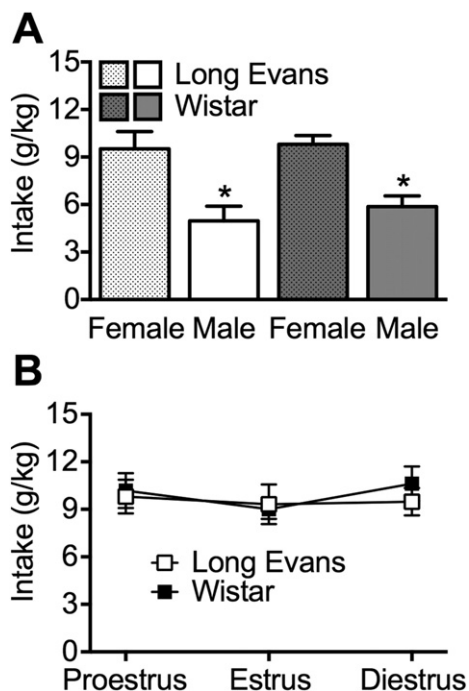 A
15
12
9
6
3
0
Intake (g/kg)
Long Evans
Wistar
*
*
Female Male Female Male
B
15
12
9
6
3
0
Intake (g/kg)
Long Evans
Wistar
Proestrus Estrus Diestrus